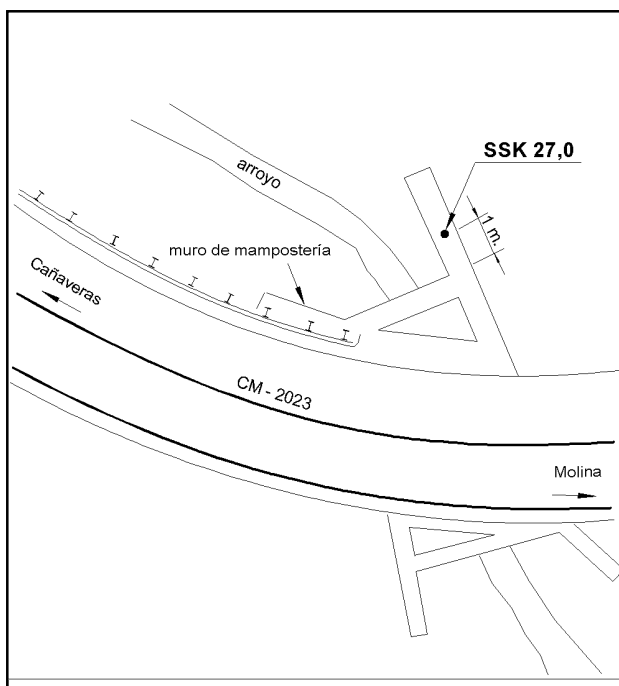 SSK 27,0
arroyo
1 m.
muro de mampostería
Cañaveras
CM - 2023
Molina